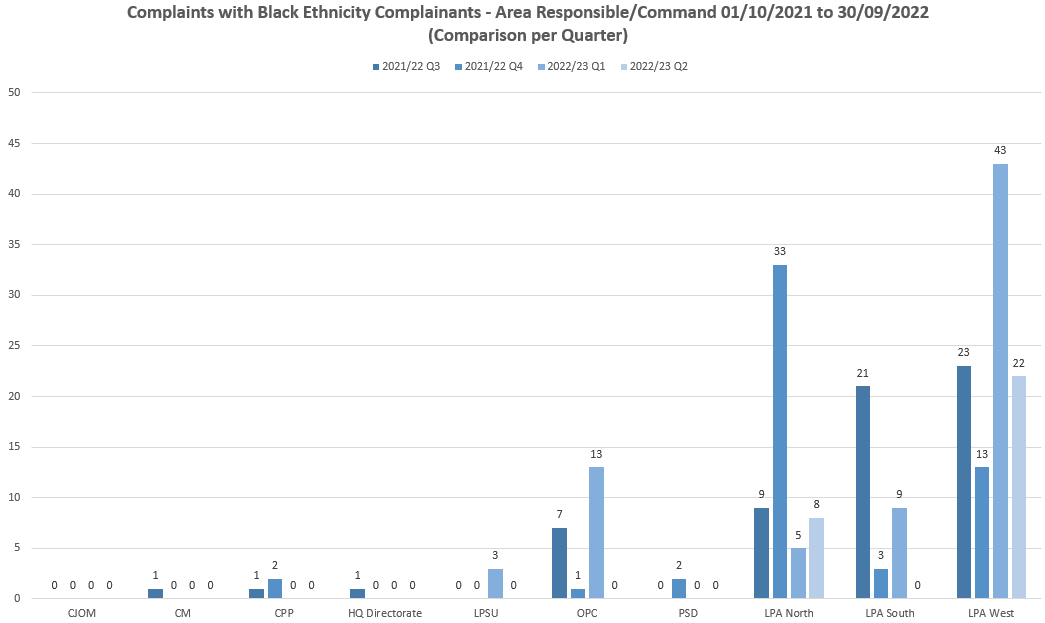 Complaints with Black Ethnicity Complainants - Area Responsible/Command 01/10/2021 to 30/09/2022
(Comparison per Quarter)
2021/22 Q3 2021/22 Q4 2022/23 Q1 2022/23 Q2
50
45
40
35
30
25
20
15
10
5
0
0 0 0 0
1 0 0 0
1 2 0 0
1 0 0 0
0 0 3 0
7 1 13 0
0 2 0 0
9 33 5 8
21 3 9 0
23 13 43 22
CJOM CM CPP HQ Directorate LPSU OPC PSD LPA North LPA South LPA West